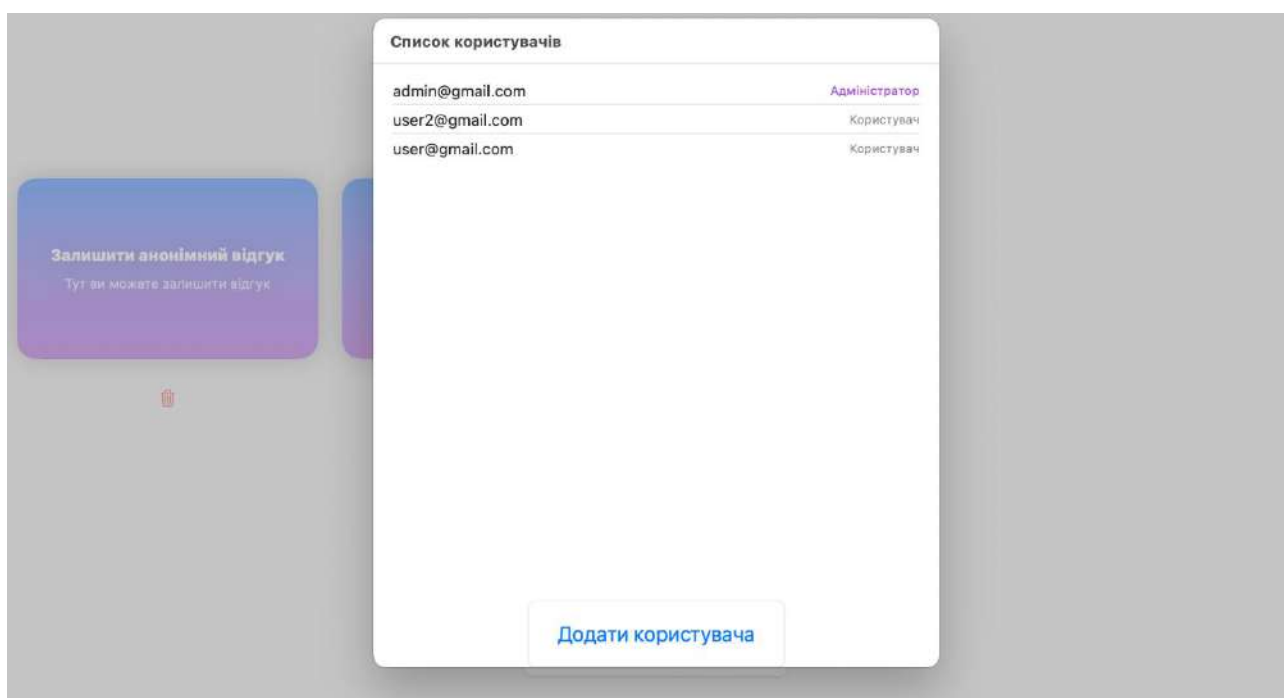 Список користувачів
admin@gmail.com Адміністратор
user2@gmail.com Користувач
user@gmail.com Користувач
Залишити анонімний відгук
Тут ви можете залишити відгук
Додати користувача